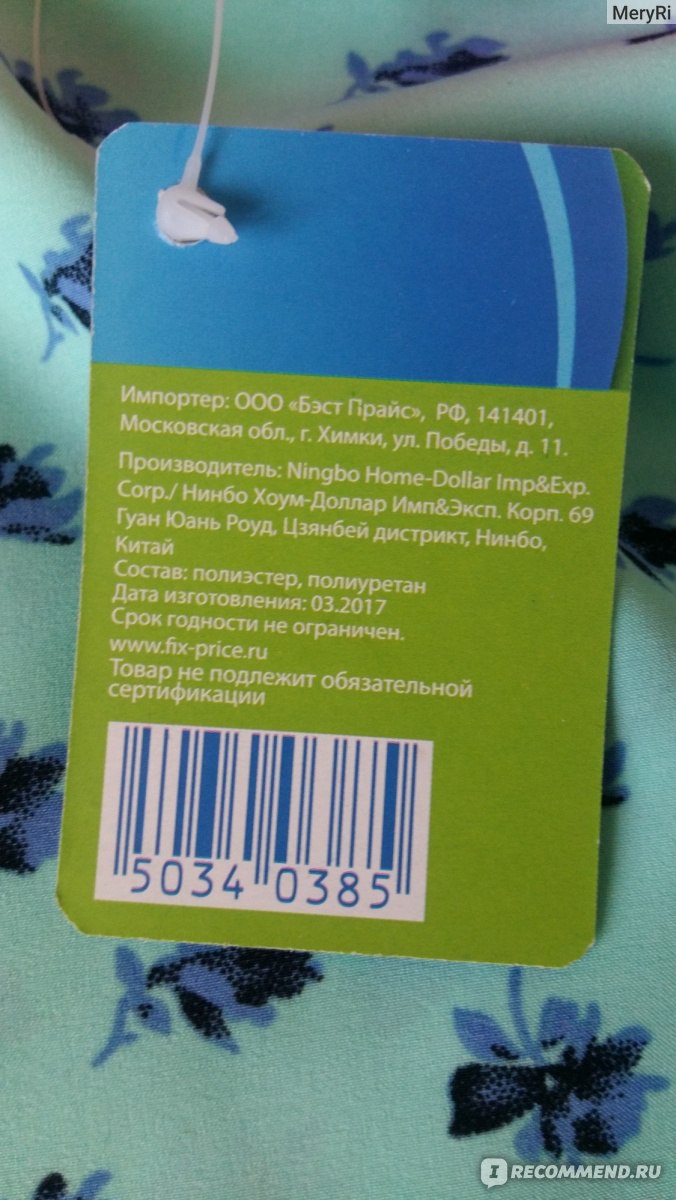 MeryRi
Импортер: ООО «Бэст Прайс», РФ, 141401,
Московская обл., г. Химки, ул. Победы, д. 11.
Производитель: Ningbo Home-Dollar Imp&Exp.
Corp./ Нинбо Хоум-Доллар Имп&Эксп. Корп. 69
Гуан Юань Роуд, Цзянбей дистрикт, Нинбо,
Китай
Состав: полиэстер, полиуретан
Дата изготовления: 03.2017
Срок годности не ограничен.
www.fix-price.ru
Товар не подлежит обязательной
сертификации
5034 0385
IRECOMMEND.RU